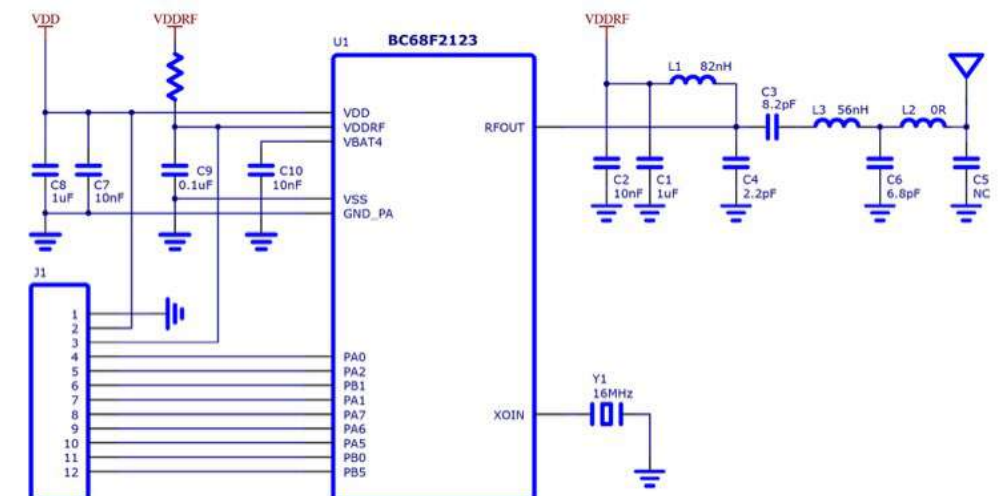 VDD
VDDRF
VDDRF
U1
BC68F2123
L1 82nH
C3
8.2pF
L3 56nH
L2 0R
VDD
VDDRF
VBAT4
RFOUT
C8
1uF
C7
10nF
C9
0.1uF
C10
10nF
VSS
GND_PA
C2
10nF
C1
1uF
C4
2.2pF
C6
6.8pF
C5
NC
J1
1
2
3
4
5
6
7
8
9
10
11
12
PA0
PA2
PB1
PA1
PA7
PA6
PA5
PB0
PB5
XOIN
Y1
16MHz